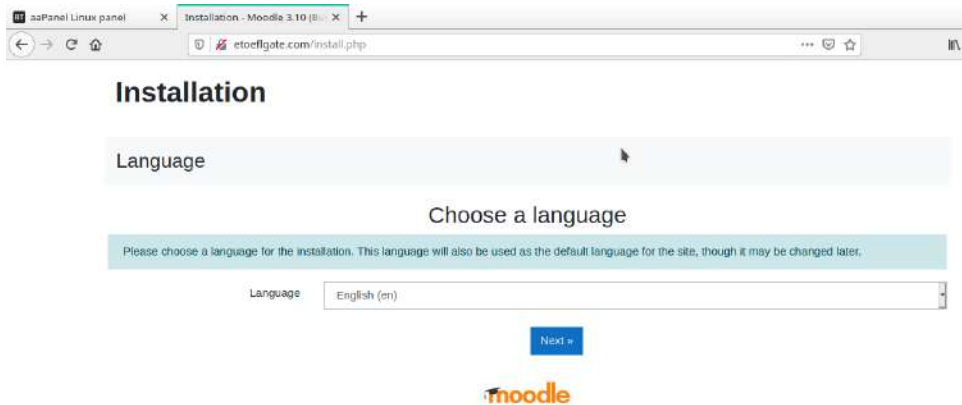 aaPanel Linux panel
Installation - Moodle 3.10
etoeflgate.com/install.php
Installation
Language
Choose a language
Please choose a language for the installation. This language will also be used as the default language for the site, though it may be changed later.
Language English (en)
Next »
moodle